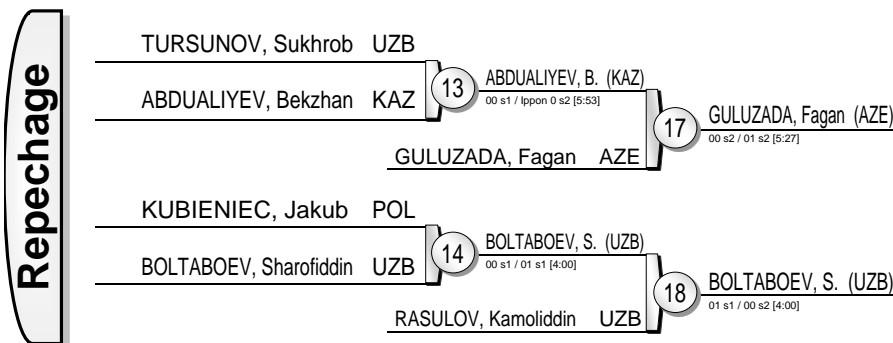 Repechage
TURSUNOV, Sukhrob UZB
ABDUALIYEV, Bekzhan KAZ
13
ABDUALIYEV, B. (KAZ)
00 s1 / Ippon 0 s2 [5:53]
GULUZADA, Fagan AZE
17
GULUZADA, Fagan (AZE)
00 s2 / 01 s2 [5:27]
KUBIENIEC, Jakub POL
BOLTABOEV, Sharofiddin UZB
14
BOLTABOEV, S. (UZB)
00 s1 / 01 s1 [4:00]
RASULOV, Kamoliddin UZB
18
BOLTABOEV, S. (UZB)
01 s1 / 00 s2 [4:00]